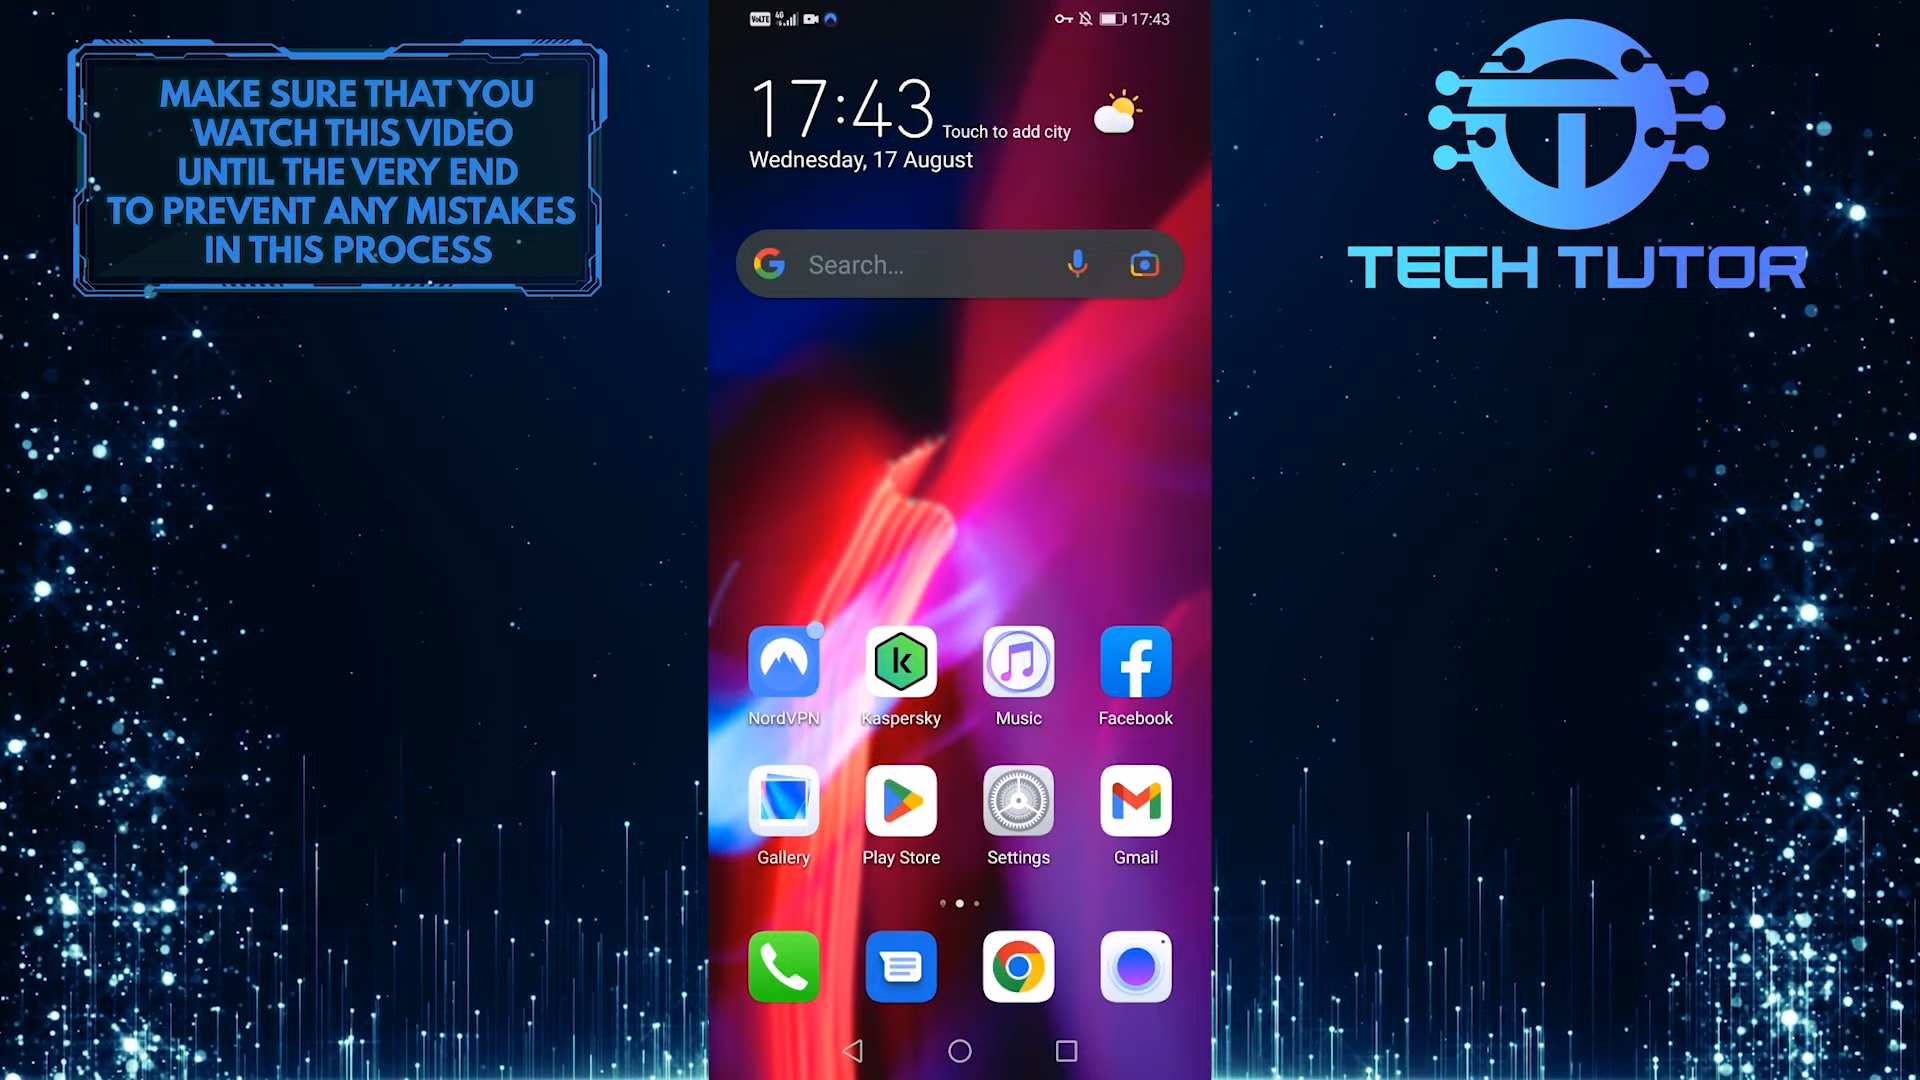 MAKE SURE THAT YOU
WATCH THIS VIDEO
UNTIL THE VERY END
TO PREVENT ANY MISTAKES
IN THIS PROCESS
VoLTE 4G 17:43
17:43 Touch to add city
Wednesday, 17 August
Search...
NordVPN Kaspersky Music Facebook
Gallery Play Store Settings Gmail
TECH TUTOR